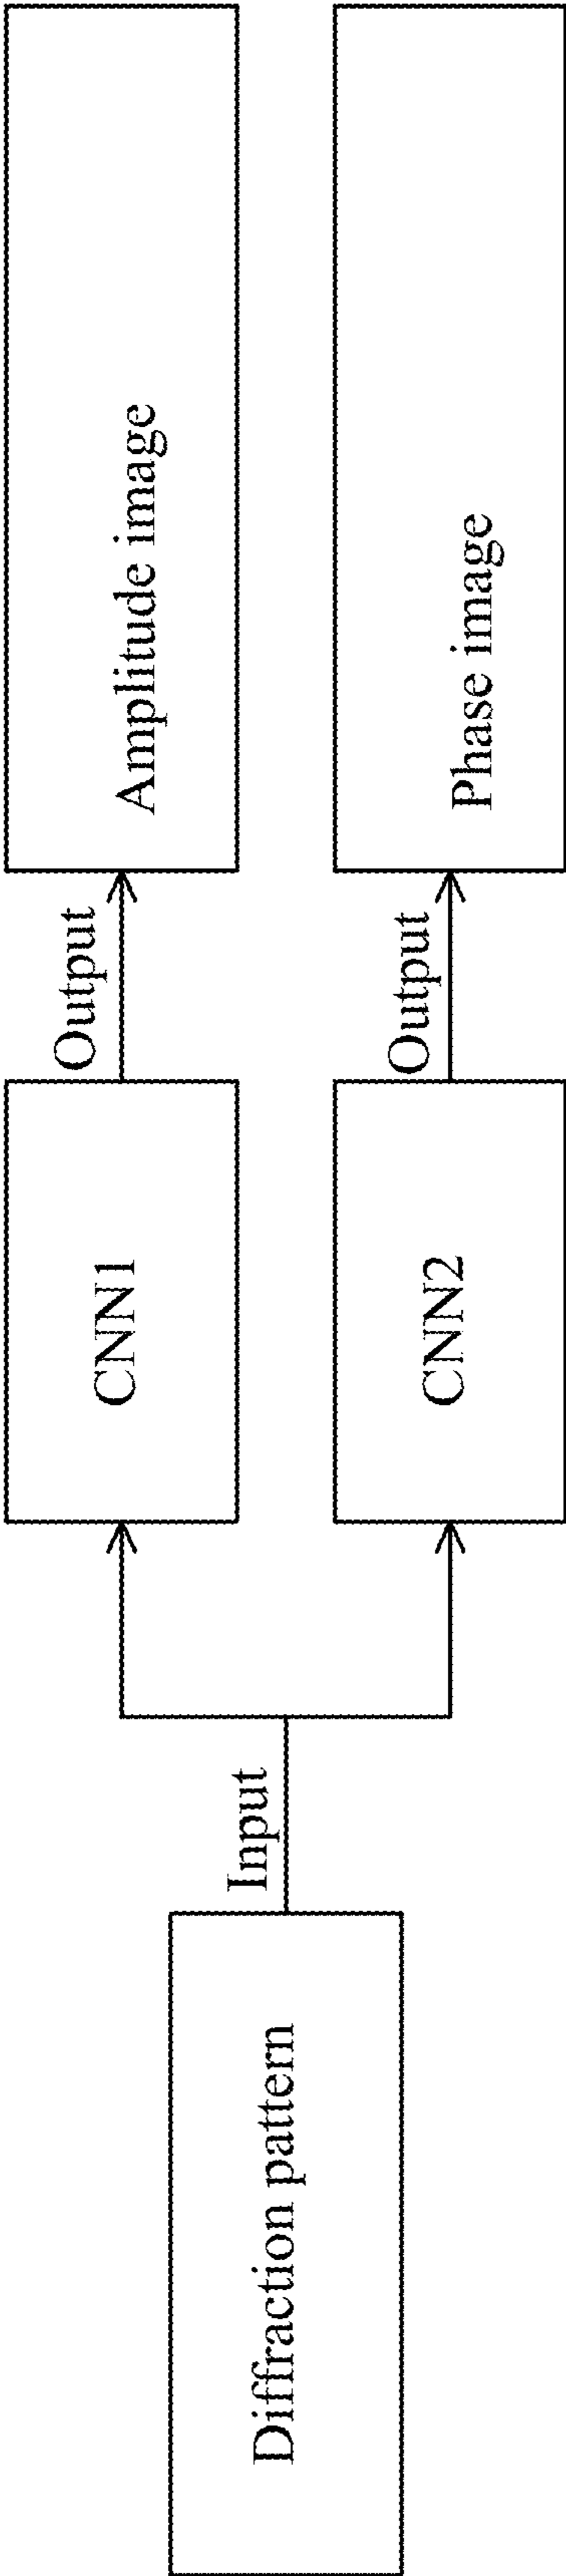 Diffraction pattern
Input
CNN1
Output
Amplitude image
CNN2
Output
Phase image